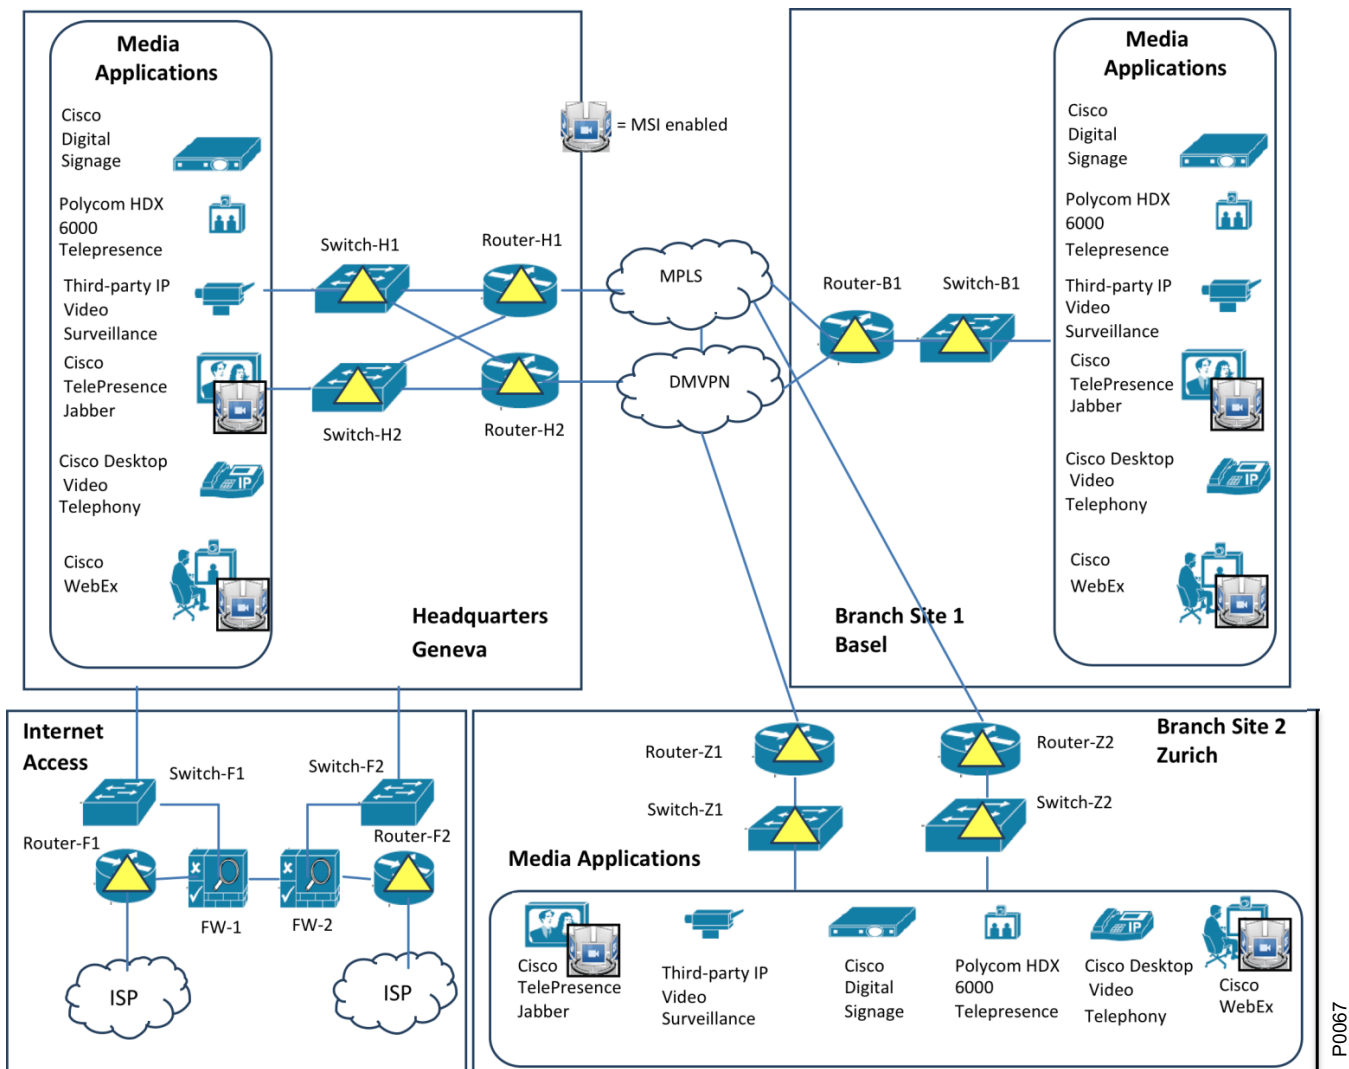 Media
Applications
Cisco
Digital
Signage
Polycom HDX
6000
Telepresence
Third-party IP
Video
Surveillance
Cisco
TelePresence
Jabber
Cisco Desktop
Video
Telephony
Cisco
WebEx
Switch-H1
Router-H1
Switch-H2
Router-H2
Headquarters
Geneva
= MSI enabled
MPLS
DMVPN
Router-B1
Switch-B1
Branch Site 1
Basel
Media
Applications
Cisco
Digital
Signage
Polycom HDX
6000
Telepresence
Third-party IP
Video
Surveillance
Cisco
TelePresence
Jabber
Cisco Desktop
Video
Telephony
Cisco
WebEx
IP
IP
Internet
Access
Switch-F1
Switch-F2
Router-F1
Router-F2
FW-1
FW-2
ISP
ISP
Branch Site 2
Zurich
Router-Z1
Router-Z2
Switch-Z1
Switch-Z2
Media Applications
IP
Cisco
TelePresence
Jabber
Third-party IP
Video
Surveillance
Cisco
Digital
Signage
Polycom HDX
6000
Telepresence
Cisco Desktop
Video
Telephony
Cisco
WebEx
P0067